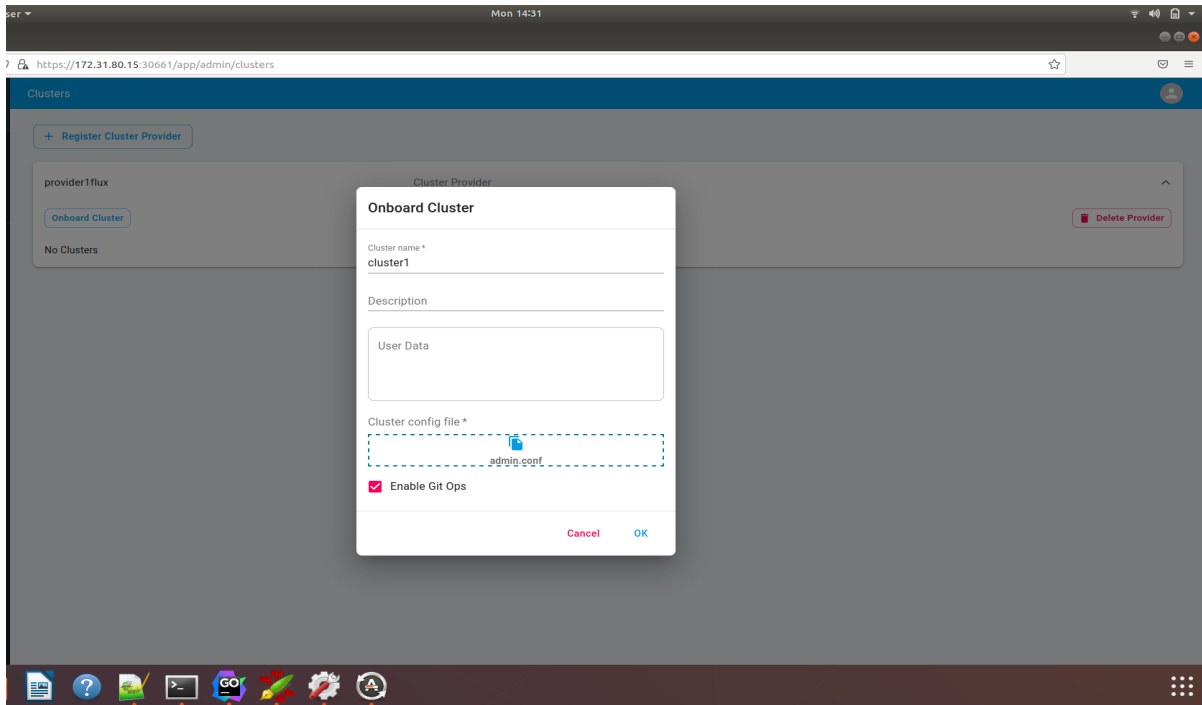 ser
Mon 14:31
https://172.31.80.15:30661/app/admin/clusters
Clusters
+ Register Cluster Provider
provider1flux
Cluster Provider
Onboard Cluster
Delete Provider
No Clusters
Onboard Cluster
Cluster name *
cluster1
Description
User Data
Cluster config file *
admin.conf
Enable Git Ops
Cancel
OK
GO